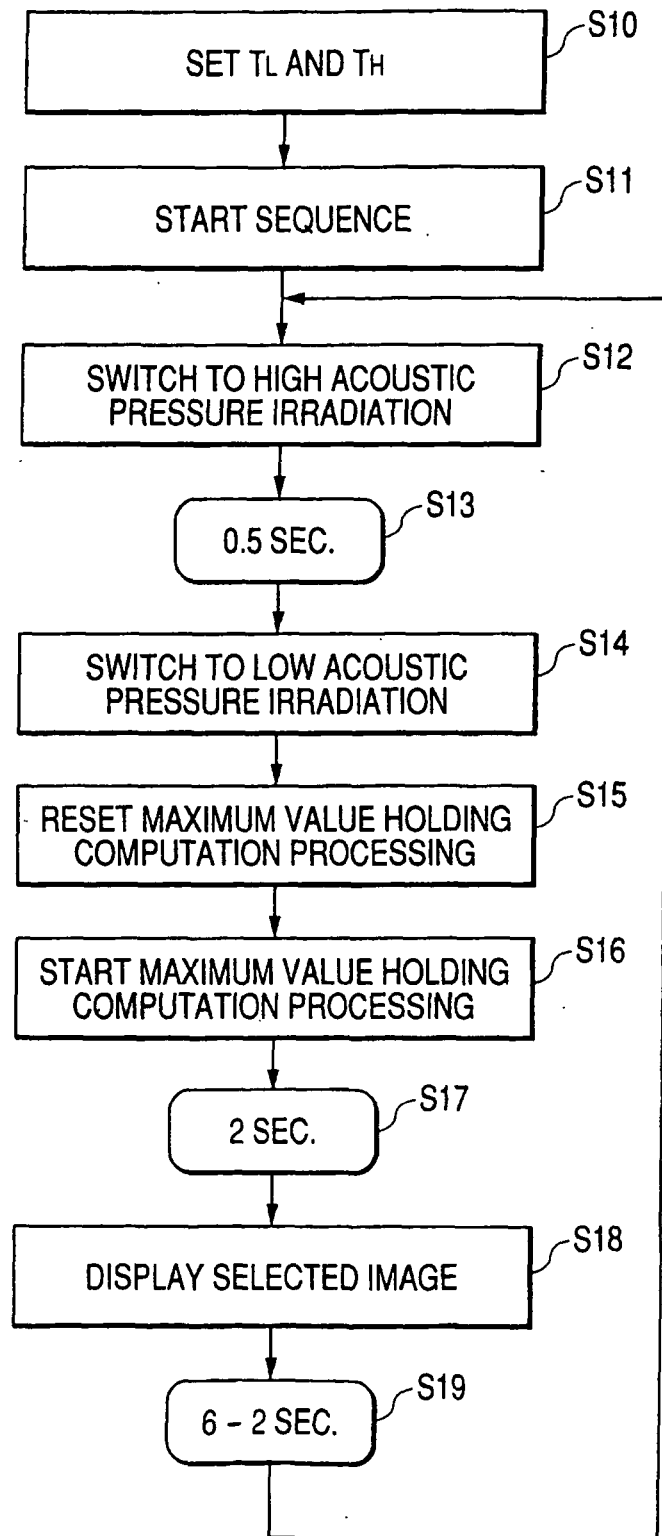 S10
SET TL AND TH
S11
START SEQUENCE
S12
SWITCH TO HIGH ACOUSTIC
PRESSURE IRRADIATION
S13
0.5 SEC.
S14
SWITCH TO LOW ACOUSTIC
PRESSURE IRRADIATION
S15
RESET MAXIMUM VALUE HOLDING
COMPUTATION PROCESSING
S16
START MAXIMUM VALUE HOLDING
COMPUTATION PROCESSING
S17
2 SEC.
S18
DISPLAY SELECTED IMAGE
S19
6 – 2 SEC.